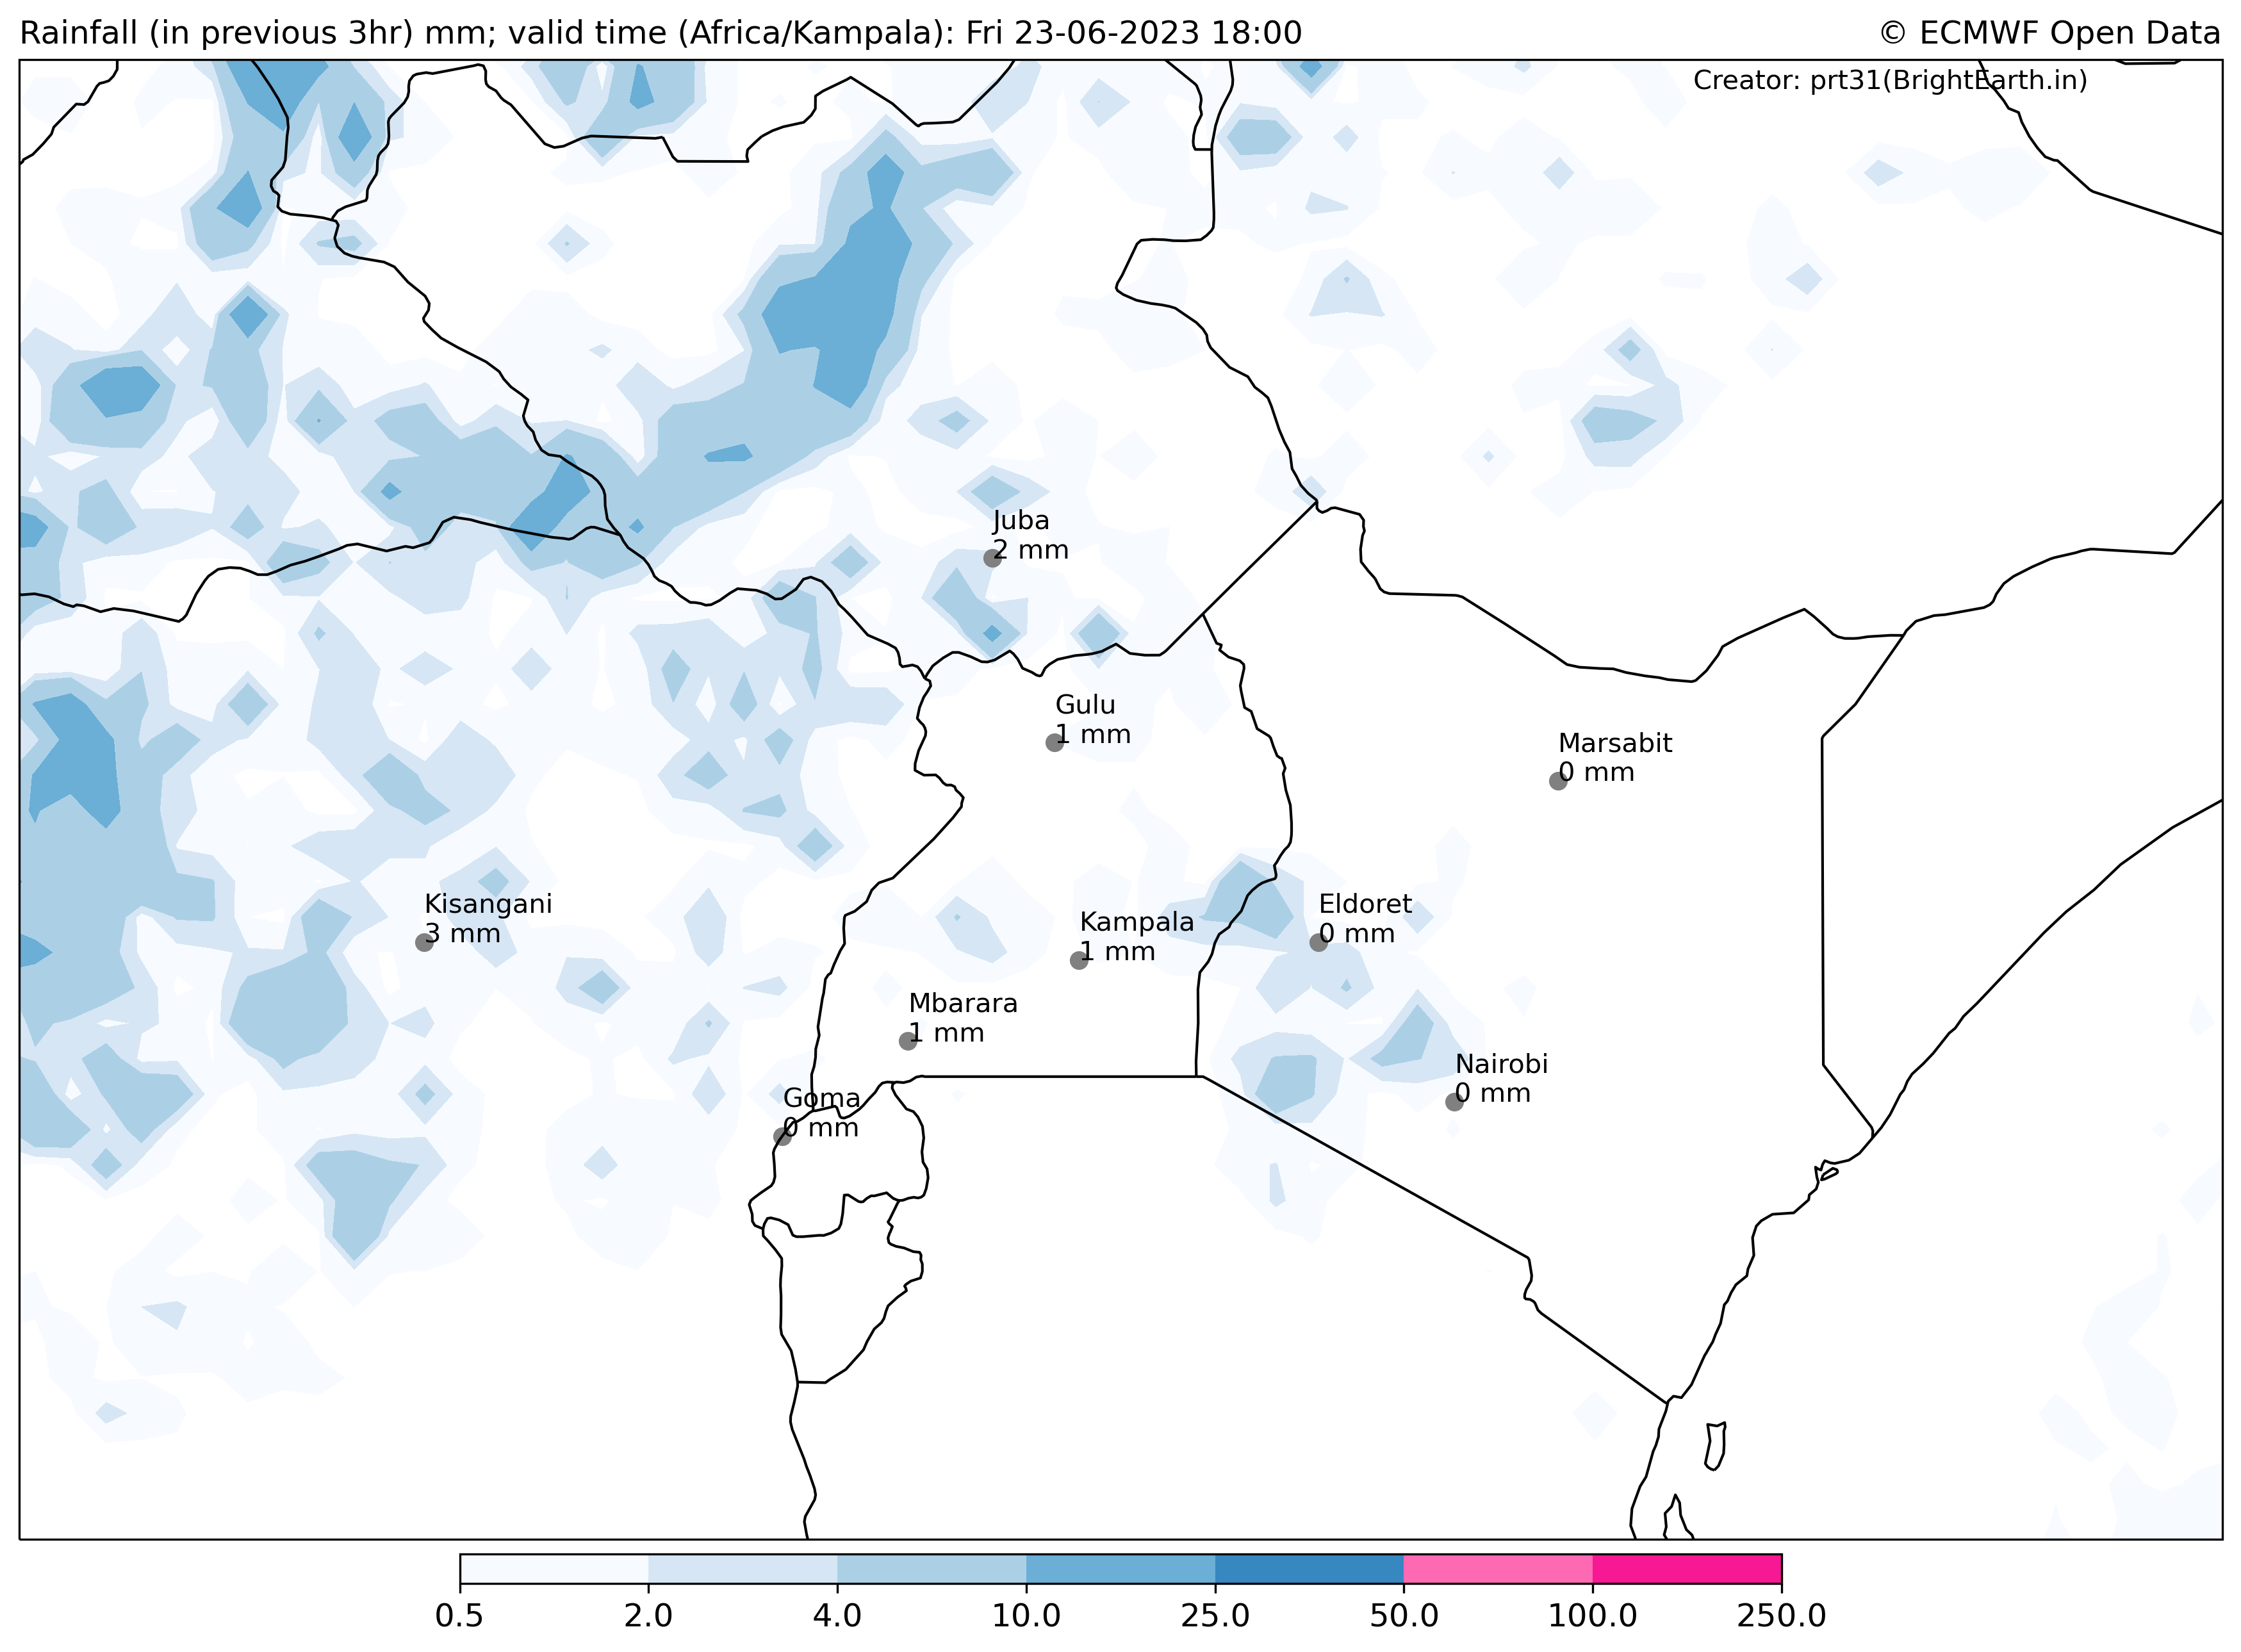 Rainfall (in previous 3hr) mm; valid time (Africa/Kampala): Fri 23-06-2023 18:00
© ECMWF Open Data
Creator: prt31(BrightEarth.in)
Juba
2 mm
Gulu
1 mm
Marsabit
0 mm
Kisangani
3 mm
Eldoret
0 mm
Kampala
1 mm
Mbarara
1 mm
Nairobi
0 mm
Goma
0 mm
0.5 2.0 4.0 10.0 25.0 50.0 100.0 250.0